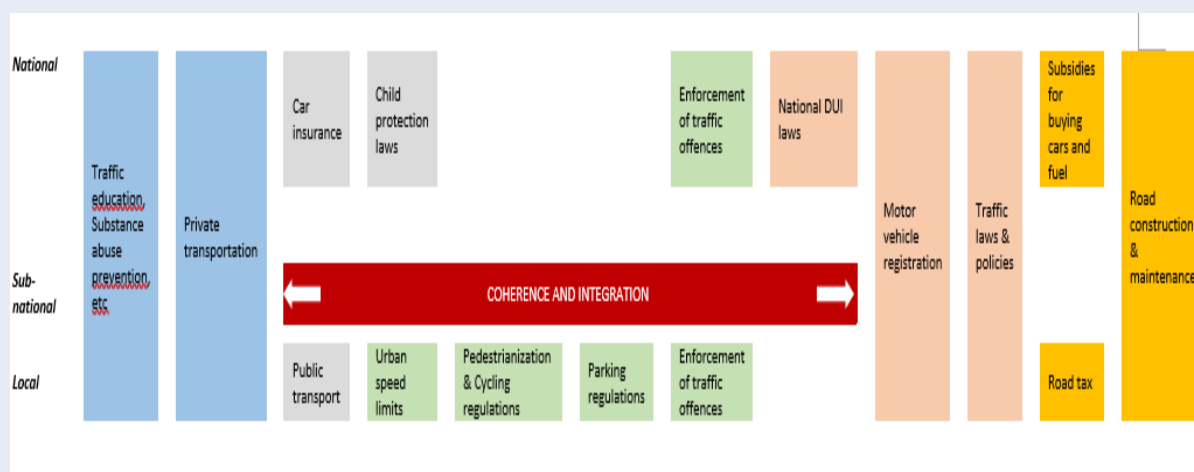 National
Sub-
national
Local
Traffic
education,
Substance
abuse
prevention,
etc
Private
transportation
Car
insurance
Child
protection
laws
Enforcement
of traffic
offences
National DUI
laws
Motor
vehicle
registration
Traffic
laws &
policies
Subsidies
for
buying
cars and
fuel
Road
construction
&
maintenance
COHERENCE AND INTEGRATION
Public
transport
Urban
speed
limits
Pedestrianization
& Cycling
regulations
Parking
regulations
Enforcement
of traffic
offences
Road tax